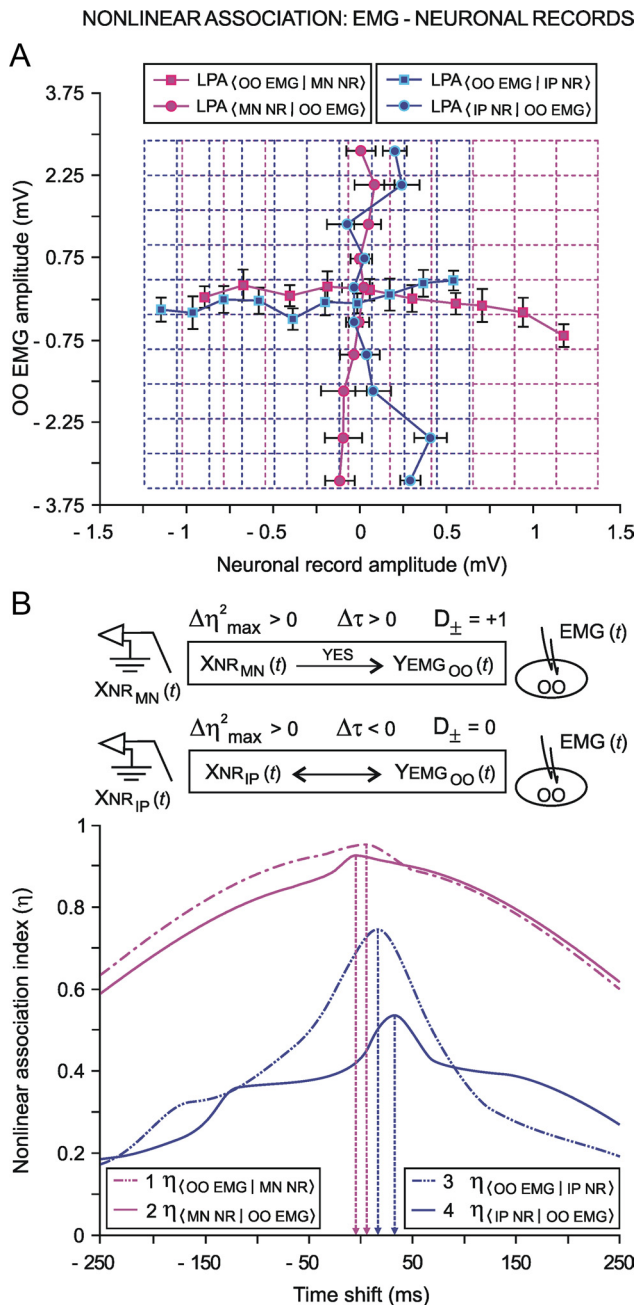 NONLINEAR ASSOCIATION: EMG - NEURONAL RECORDS
A
LPA ⟨OO EMG | MN NR⟩
LPA ⟨MN NR | OO EMG⟩
LPA ⟨OO EMG | IP NR⟩
LPA ⟨IP NR | OO EMG⟩
OO EMG amplitude (mV)
3.75
2.25
0.75
- 0.75
- 2.25
- 3.75
- 1.5 - 1 - 0.5 0 0.5 1 1.5
Neuronal record amplitude (mV)
B
Δη²max > 0 Δτ > 0 D± = +1
XNRMN(t) YES YEMGOO(t)
XNRMN(t)
EMG(t)
OO
Δη²max > 0 Δτ < 0 D± = 0
XNRIP(t) YEMGOO(t)
XNRIP(t)
EMG(t)
OO
Nonlinear association index (η)
1
0.8
0.6
0.4
0.2
0
1 η⟨OO EMG | MN NR⟩
2 η⟨MN NR | OO EMG⟩
3 η⟨OO EMG | IP NR⟩
4 η⟨IP NR | OO EMG⟩
- 250 - 150 - 50 0 50 150 250
Time shift (ms)